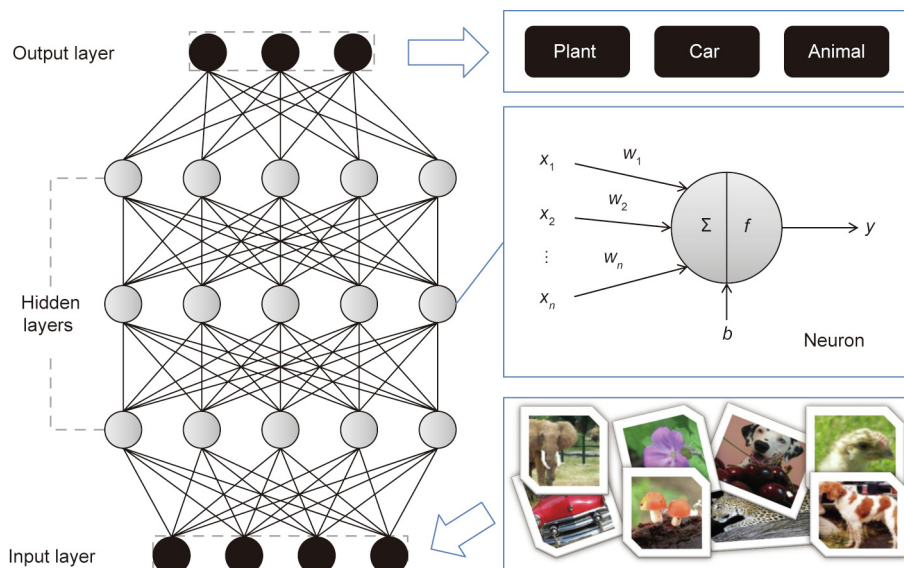 Output layer
Plant Car Animal
x1 w1
x2 w2
Σ f y
⋮ wn
xn
b
Neuron
Hidden
layers
Input layer